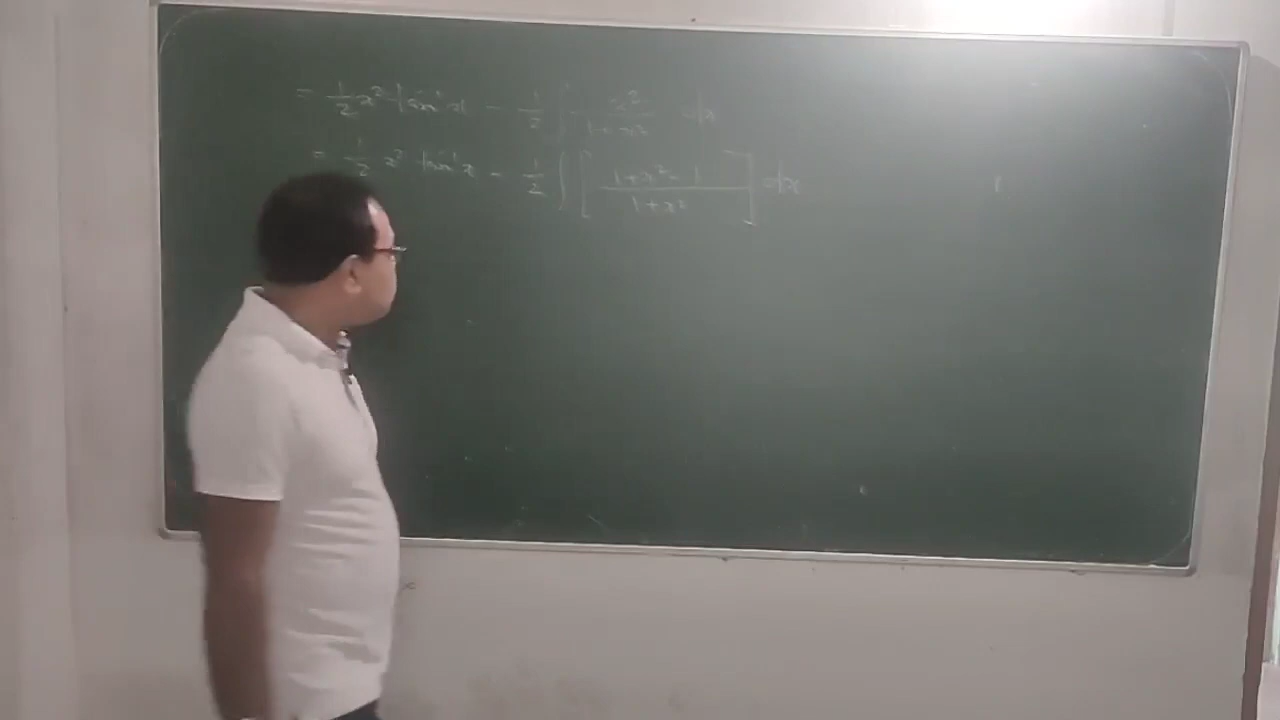 = 1/2 x² tan⁻¹x - 1/2 ∫ x²/(1+x²) dx
= 1/2 x² tan⁻¹x - 1/2 ∫ [(1+x²-1)/(1+x²)] dx